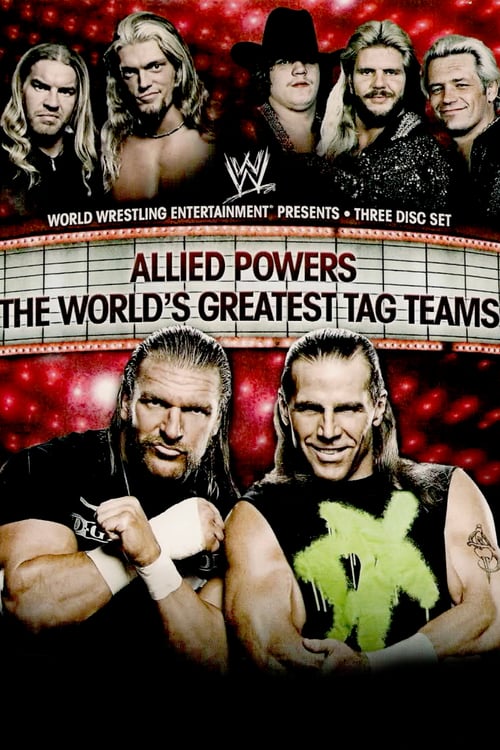 W
WORLD WRESTLING ENTERTAINMENT® PRESENTS • THREE DISC SET
ALLIED POWERS
THE WORLD'S GREATEST TAG TEAMS